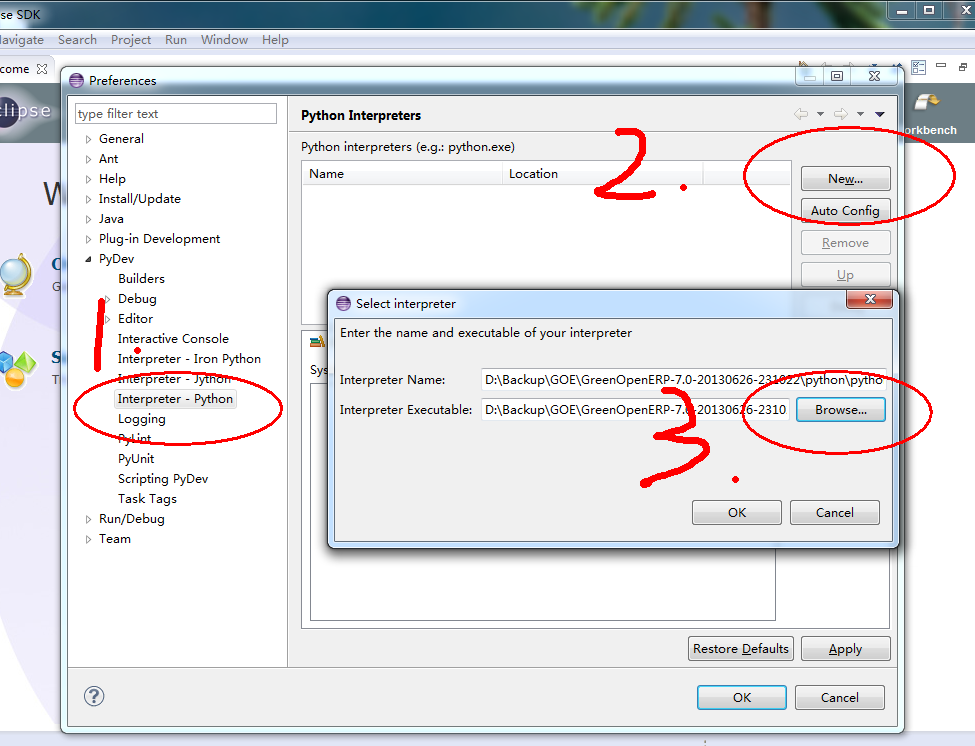 se SDK
Navigate Search Project Run Window Help
come
Preferences
type filter text
Python Interpreters
General
Ant
Help
Install/Update
Java
Plug-in Development
PyDev
Builders
Debug
Editor
Interactive Console
Interpreter - Iron Python
Interpreter - Jython
Interpreter - Python
Logging
PyLint
PyUnit
Scripting PyDev
Task Tags
Run/Debug
Team
Python interpreters (e.g.: python.exe)
Name Location
New...
Auto Config
Remove
Up
1.
2.
3.
Select interpreter
Enter the name and executable of your interpreter
Interpreter Name: D:\Backup\GOE\GreenOpenERP-7.0-20130626-231022\python\pytho
Interpreter Executable: D:\Backup\GOE\GreenOpenERP-7.0-20130626-2310
Browse...
OK Cancel
Sys
Restore Defaults Apply
OK Cancel
clipse
orkbench
W